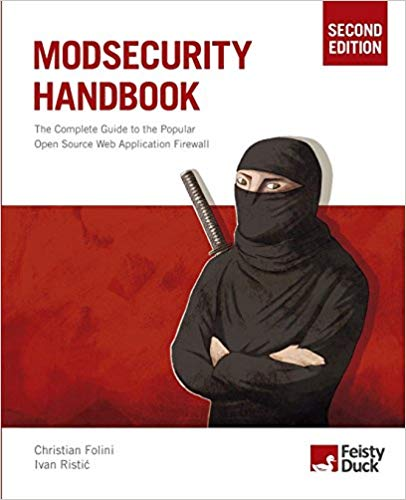 SECOND
EDITION
MODSECURITY
HANDBOOK
The Complete Guide to the Popular
Open Source Web Application Firewall
Christian Folini
Ivan Ristić
Feisty
Duck